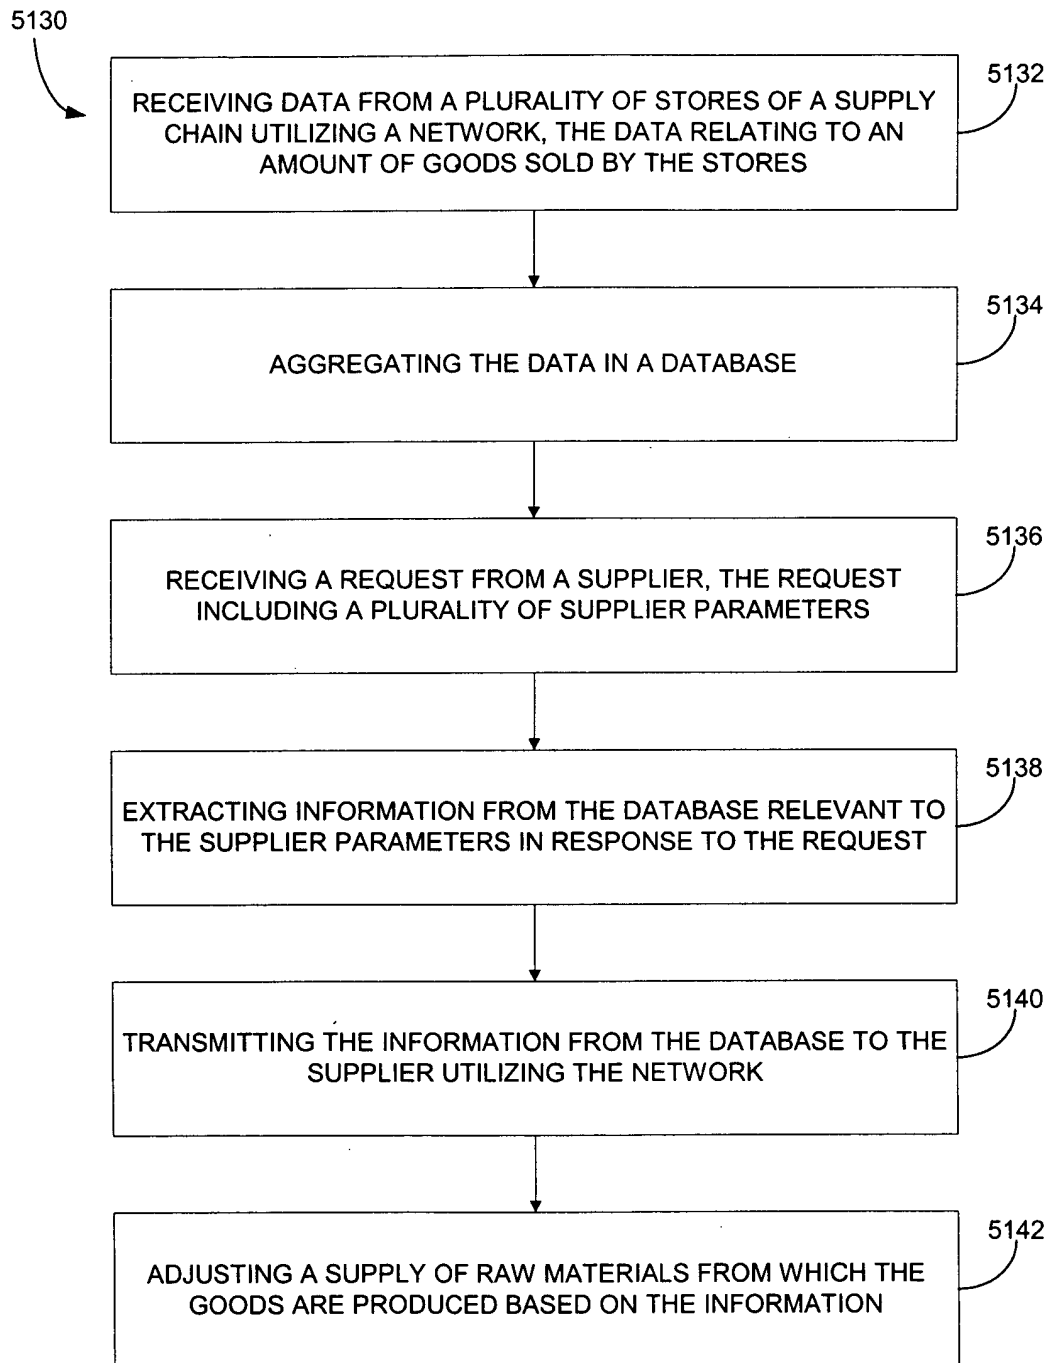 5130
5132
RECEIVING DATA FROM A PLURALITY OF STORES OF A SUPPLY
CHAIN UTILIZING A NETWORK, THE DATA RELATING TO AN
AMOUNT OF GOODS SOLD BY THE STORES
5134
AGGREGATING THE DATA IN A DATABASE
5136
RECEIVING A REQUEST FROM A SUPPLIER, THE REQUEST
INCLUDING A PLURALITY OF SUPPLIER PARAMETERS
5138
EXTRACTING INFORMATION FROM THE DATABASE RELEVANT TO
THE SUPPLIER PARAMETERS IN RESPONSE TO THE REQUEST
5140
TRANSMITTING THE INFORMATION FROM THE DATABASE TO THE
SUPPLIER UTILIZING THE NETWORK
5142
ADJUSTING A SUPPLY OF RAW MATERIALS FROM WHICH THE
GOODS ARE PRODUCED BASED ON THE INFORMATION